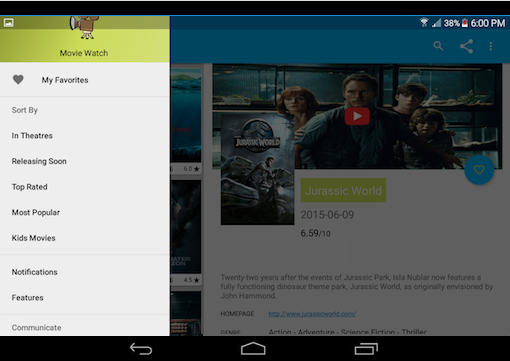 38% 6:00 PM
Movie Watch
My Favorites
Sort By
In Theatres
Releasing Soon
Top Rated
Most Popular
Kids Movies
Notifications
Features
Communicate
6.0 ★
4.5 ★
JURASSIC WORLD
Jurassic World
2015-06-09
6.59/10
Twenty-two years after the events of Jurassic Park, Isla Nublar now features a
fully functioning dinosaur theme park, Jurassic World, as originally envisioned by
John Hammond.
HOMEPAGE http://www.jurassicworld.com/
GENRE Action - Adventure - Science Fiction - Thriller